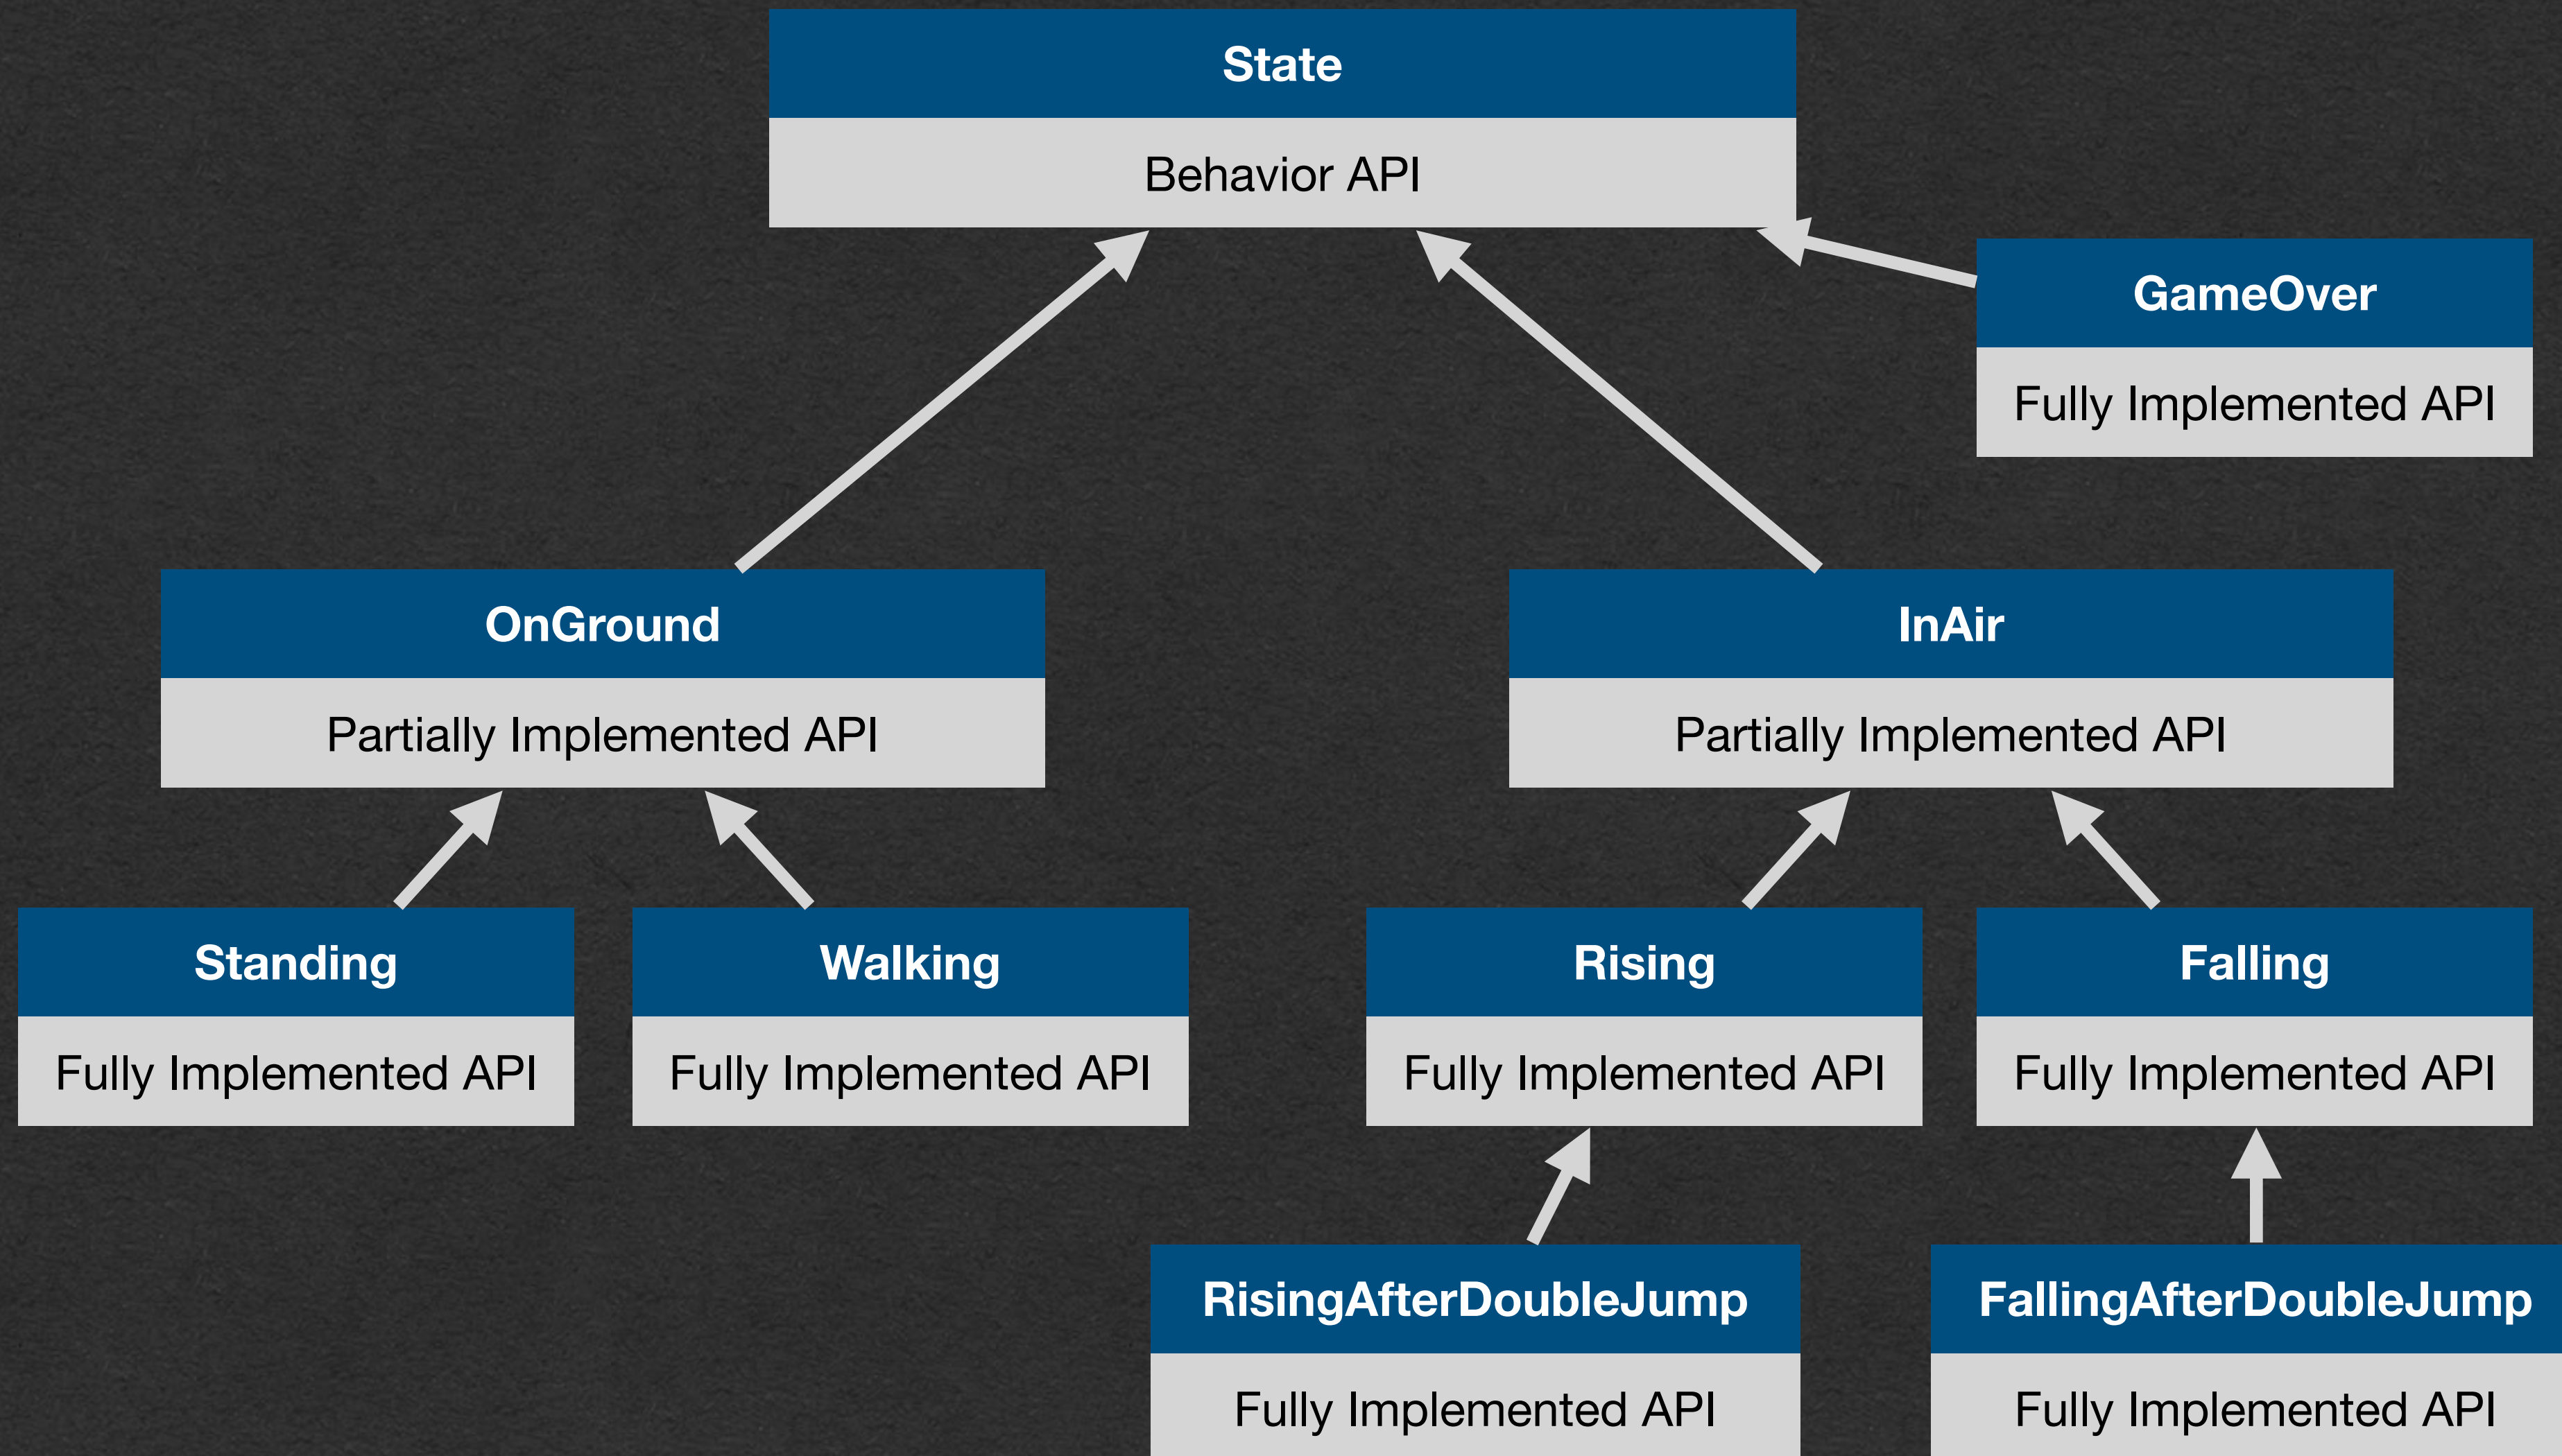 State
Behavior API
GameOver
Fully Implemented API
OnGround
Partially Implemented API
InAir
Partially Implemented API
Standing
Fully Implemented API
Walking
Fully Implemented API
Rising
Fully Implemented API
Falling
Fully Implemented API
RisingAfterDoubleJump
Fully Implemented API
FallingAfterDoubleJump
Fully Implemented API